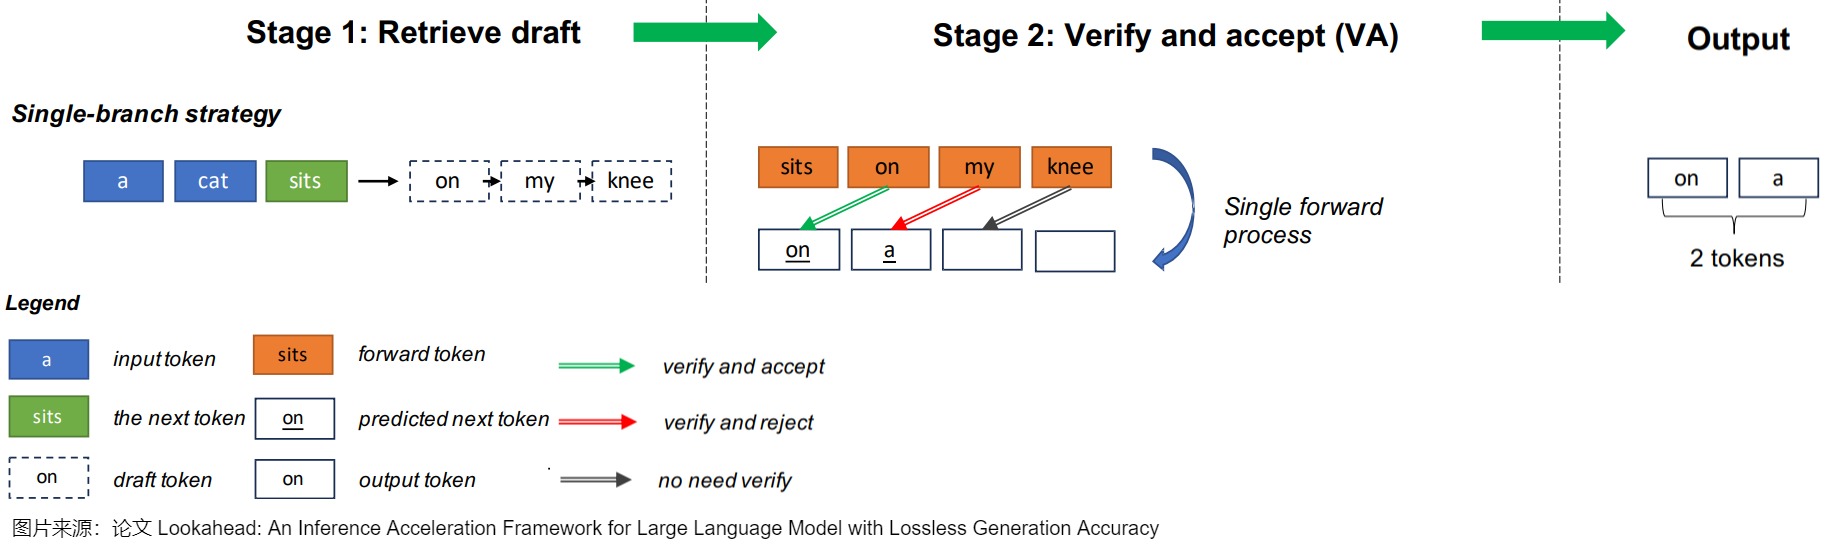 Stage 1: Retrieve draft
Stage 2: Verify and accept (VA)
Output
Single-branch strategy
a cat sits on my knee
sits on my knee
on a
Single forward
process
on a
2 tokens
Legend
a input token sits forward token verify and accept
sits the next token on predicted next token verify and reject
on draft token on output token no need verify
图片来源：论文 Lookahead: An Inference Acceleration Framework for Large Language Model with Lossless Generation Accuracy